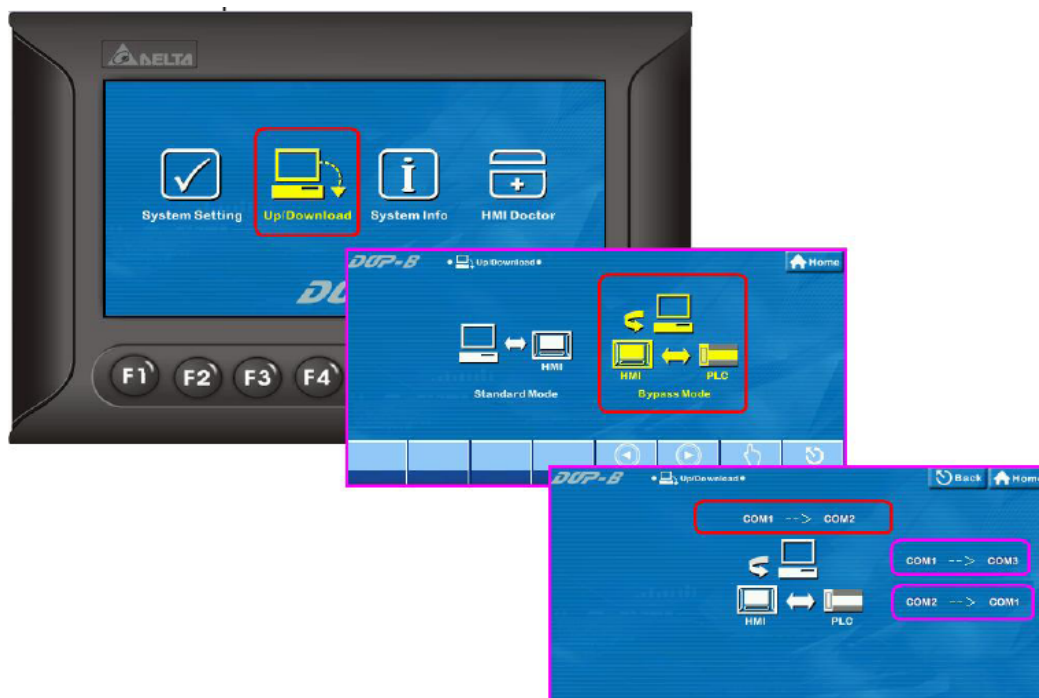 DELTA
System Setting
Up/Download
System Info
HMI Doctor
F1
F2
F3
F4
DOP-B
Up/Download
Home
HMI
Standard Mode
HMI
PLC
Bypass Mode
DOP-B
Up/Download
Back
Home
COM1 --> COM2
COM1 --> COM3
COM2 --> COM1
HMI
PLC